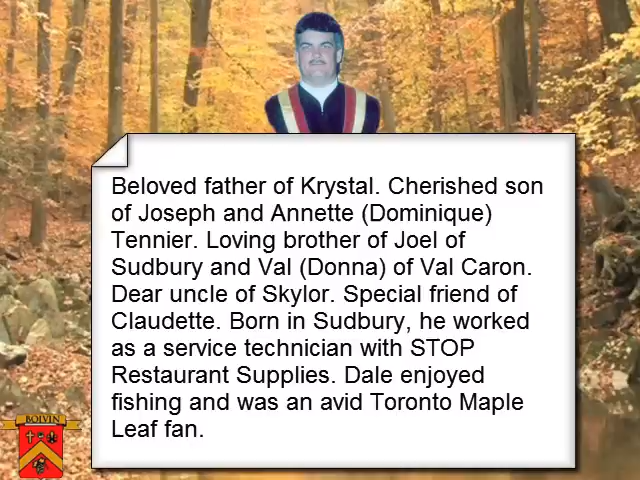 Beloved father of Krystal. Cherished son
of Joseph and Annette (Dominique)
Tennier. Loving brother of Joel of
Sudbury and Val (Donna) of Val Caron.
Dear uncle of Skylor. Special friend of
Claudette. Born in Sudbury, he worked
as a service technician with STOP
Restaurant Supplies. Dale enjoyed
fishing and was an avid Toronto Maple
Leaf fan.
BOIVIN